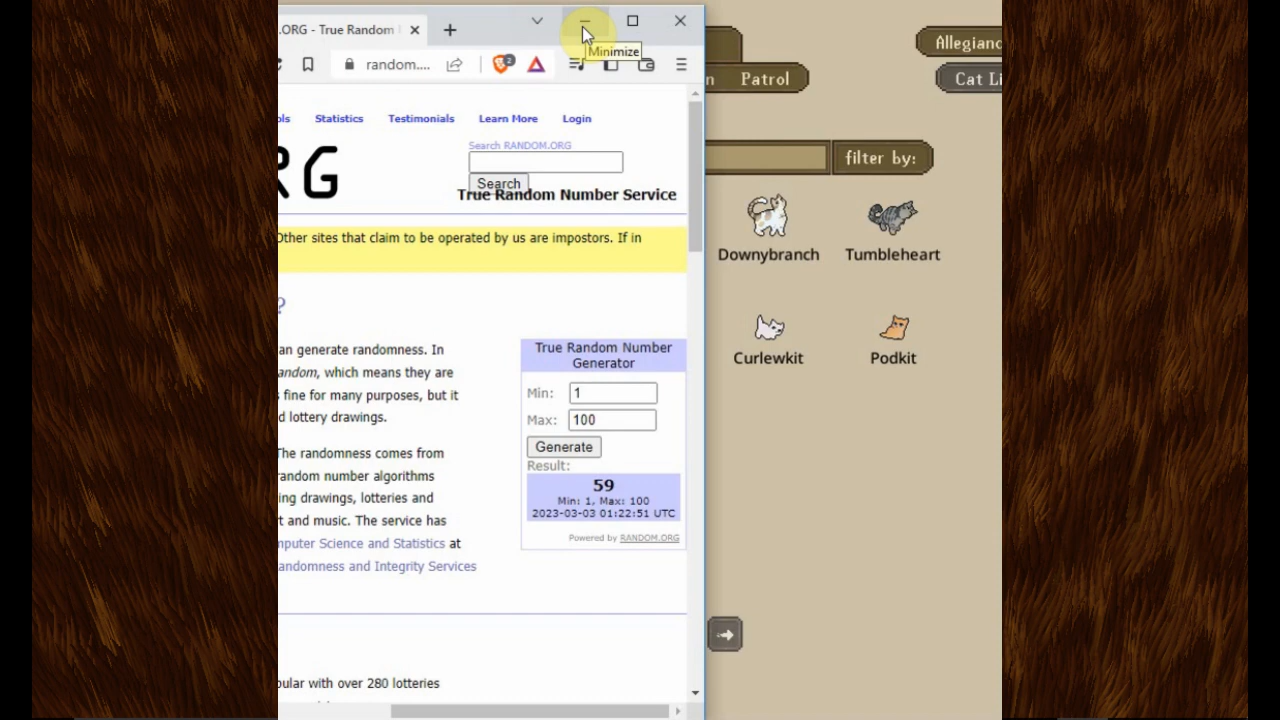 .ORG - True Random
Minimize
random....
2
ols Statistics Testimonials Learn More Login
RG
Search RANDOM.ORG
Search
True Random Number Service
Other sites that claim to be operated by us are impostors. If in
?
an generate randomness. In
andom, which means they are
fine for many purposes, but it
d lottery drawings.
The randomness comes from
random number algorithms
ing drawings, lotteries and
t and music. The service has
mputer Science and Statistics at
andomness and Integrity Services
ular with over 280 lotteries
True Random Number
Generator
Min: 1
Max: 100
Generate
Result:
59
Min: 1, Max: 100
2023-03-03 01:22:51 UTC
Powered by RANDOM.ORG
Allegianc
n Patrol
Cat Li
filter by:
Downybranch Tumbleheart
Curlewkit Podkit